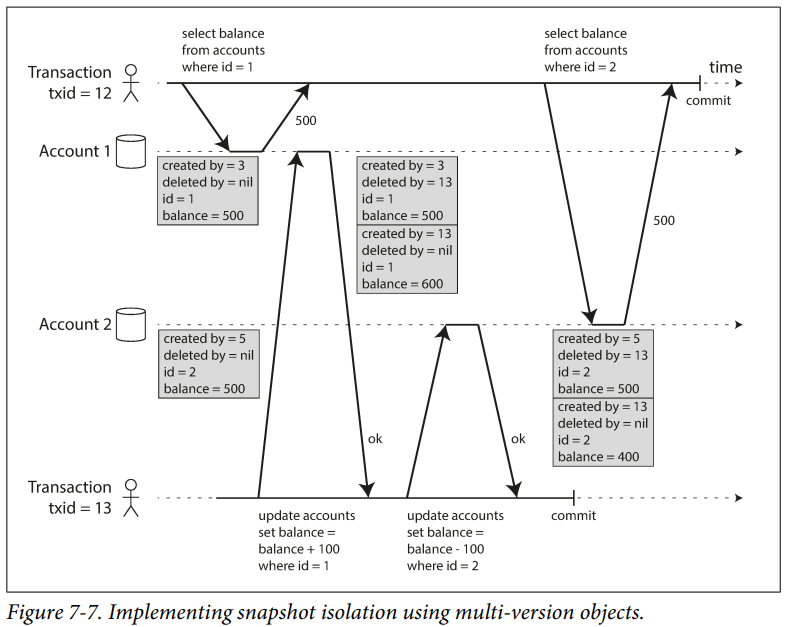 select balance
from accounts
where id = 1
select balance
from accounts
where id = 2
Transaction
txid = 12
time
commit
500
Account 1
created by = 3
deleted by = nil
id = 1
balance = 500
created by = 3
deleted by = 13
id = 1
balance = 500
created by = 13
deleted by = nil
id = 1
balance = 600
500
Account 2
created by = 5
deleted by = nil
id = 2
balance = 500
created by = 5
deleted by = 13
id = 2
balance = 500
created by = 13
deleted by = nil
id = 2
balance = 400
ok
ok
Transaction
txid = 13
update accounts
set balance =
balance + 100
where id = 1
update accounts
set balance =
balance - 100
where id = 2
commit
Figure 7-7. Implementing snapshot isolation using multi-version objects.